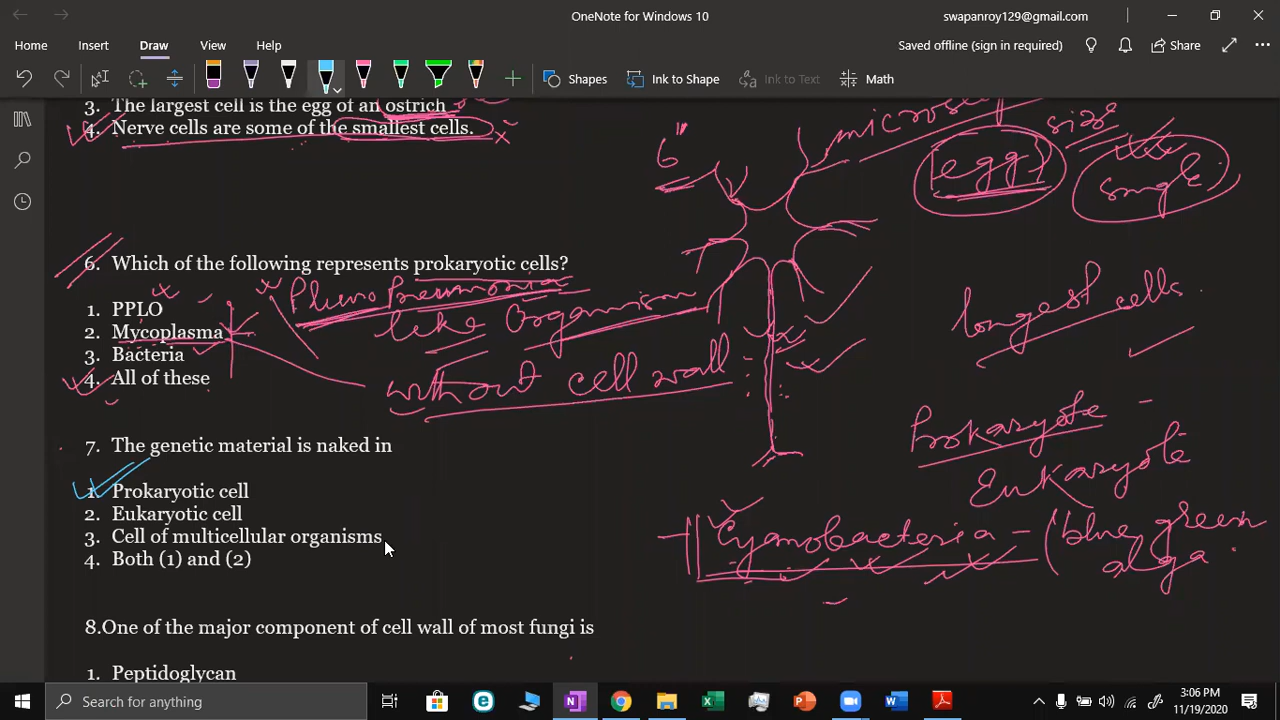 OneNote for Windows 10
swapanroy129@gmail.com
Home Insert Draw View Help
Saved offline (sign in required)
Share
Shapes
Ink to Shape
Ink to Text
Math
3. The largest cell is the egg of an ostrich
4. Nerve cells are some of the smallest cells.
6"
size
egg
single
6. Which of the following represents prokaryotic cells?
1. PPLO
2. Mycoplasma
3. Bacteria
4. All of these
like Organism
without cell wall
longest cells
7. The genetic material is naked in
1. Prokaryotic cell
2. Eukaryotic cell
3. Cell of multicellular organisms
4. Both (1) and (2)
Prokaryote -
Eukaryote
Cyanobacteria - (blue green
alga
8.One of the major component of cell wall of most fungi is
1. Peptidoglycan
Search for anything
3:06 PM
11/19/2020